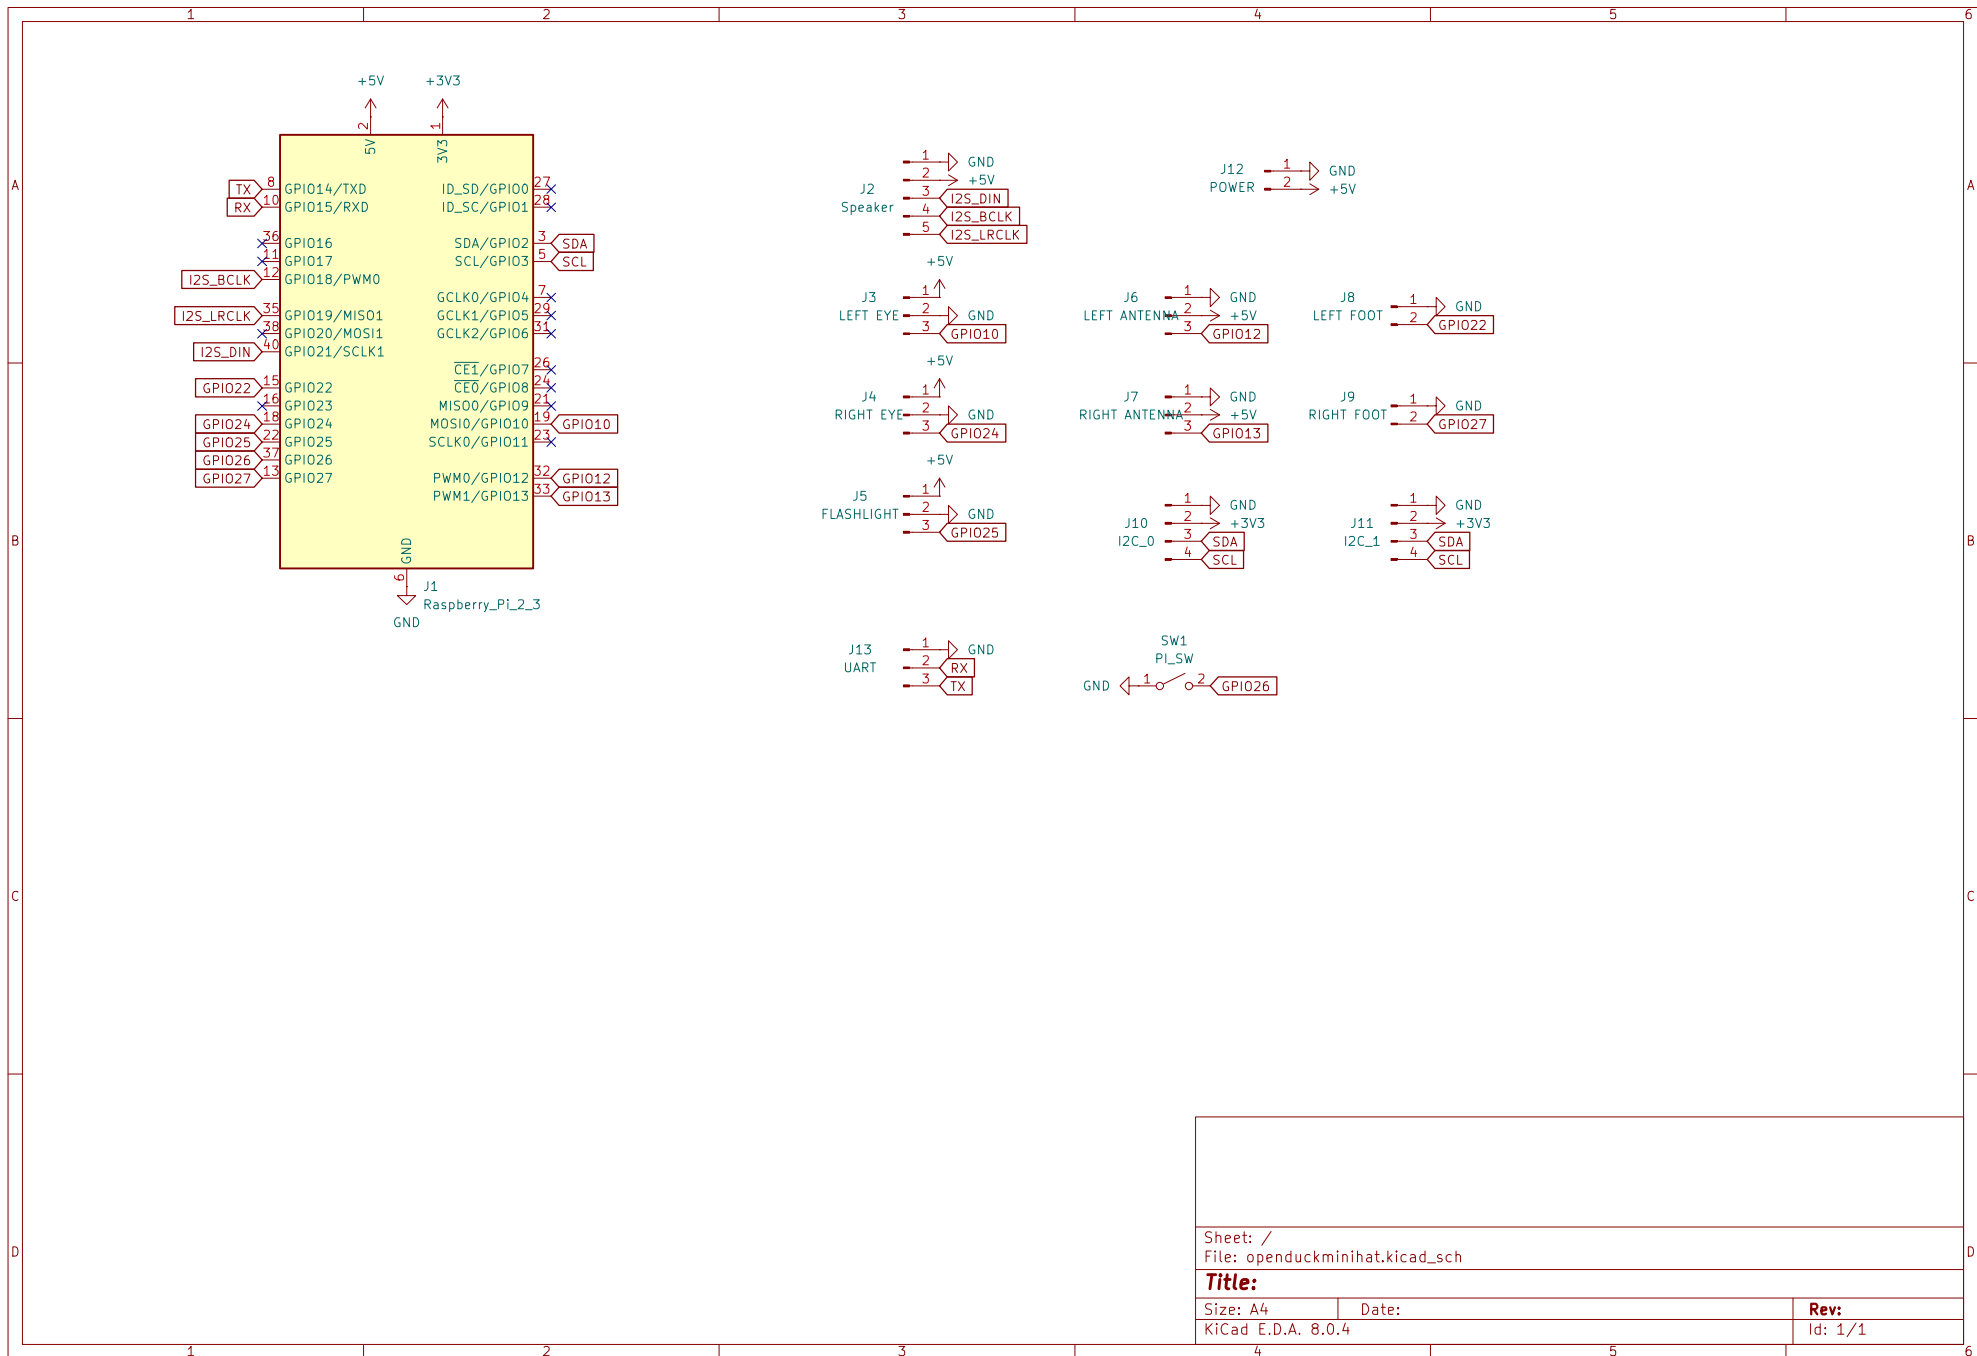 1 2 3 4 5 6
+5V +3V3
2 1
5V 3V3
A A
TX 8 GPIO14/TXD ID_SD/GPIO0 27
RX 10 GPIO15/RXD ID_SC/GPIO1 28
36 GPIO16 SDA/GPIO2 3 SDA
11 GPIO17 SCL/GPIO3 5 SCL
I2S_BCLK 12 GPIO18/PWM0
GCLK0/GPIO4 7
I2S_LRCLK 35 GPIO19/MISO1 GCLK1/GPIO5 29
38 GPIO20/MOSI1 GCLK2/GPIO6 31
I2S_DIN 40 GPIO21/SCLK1
CE1/GPIO7 26
GPIO22 15 GPIO22 CE0/GPIO8 24
16 GPIO23 MISO0/GPIO9 21
GPIO24 18 GPIO24 MOSI0/GPIO10 19 GPIO10
GPIO25 22 GPIO25 SCLK0/GPIO11 23
GPIO26 37 GPIO26
GPIO27 13 GPIO27 PWM0/GPIO12 32 GPIO12
PWM1/GPIO13 33 GPIO13
GND
6
J1
Raspberry_Pi_2_3
GND
J2
Speaker
1 GND
2 +5V
3 I2S_DIN
4 I2S_BCLK
5 I2S_LRCLK
J12
POWER
1 GND
2 +5V
+5V
J3
LEFT EYE
1
2 GND
3 GPIO10
J6
LEFT ANTENNA
1 GND
2 +5V
3 GPIO12
J8
LEFT FOOT
1 GND
2 GPIO22
+5V
J4
RIGHT EYE
1
2 GND
3 GPIO24
J7
RIGHT ANTENNA
1 GND
2 +5V
3 GPIO13
J9
RIGHT FOOT
1 GND
2 GPIO27
+5V
J5
FLASHLIGHT
1
2 GND
3 GPIO25
J10
I2C_0
1 GND
2 +3V3
3 SDA
4 SCL
J11
I2C_1
1 GND
2 +3V3
3 SDA
4 SCL
B B
J13
UART
1 GND
2 RX
3 TX
SW1
PI_SW
GND 1 2 GPIO26
C C
D D
Sheet: /
File: openduckminihat.kicad_sch
Title:
Size: A4 Date: Rev:
KiCad E.D.A. 8.0.4 Id: 1/1
1 2 3 4 5 6